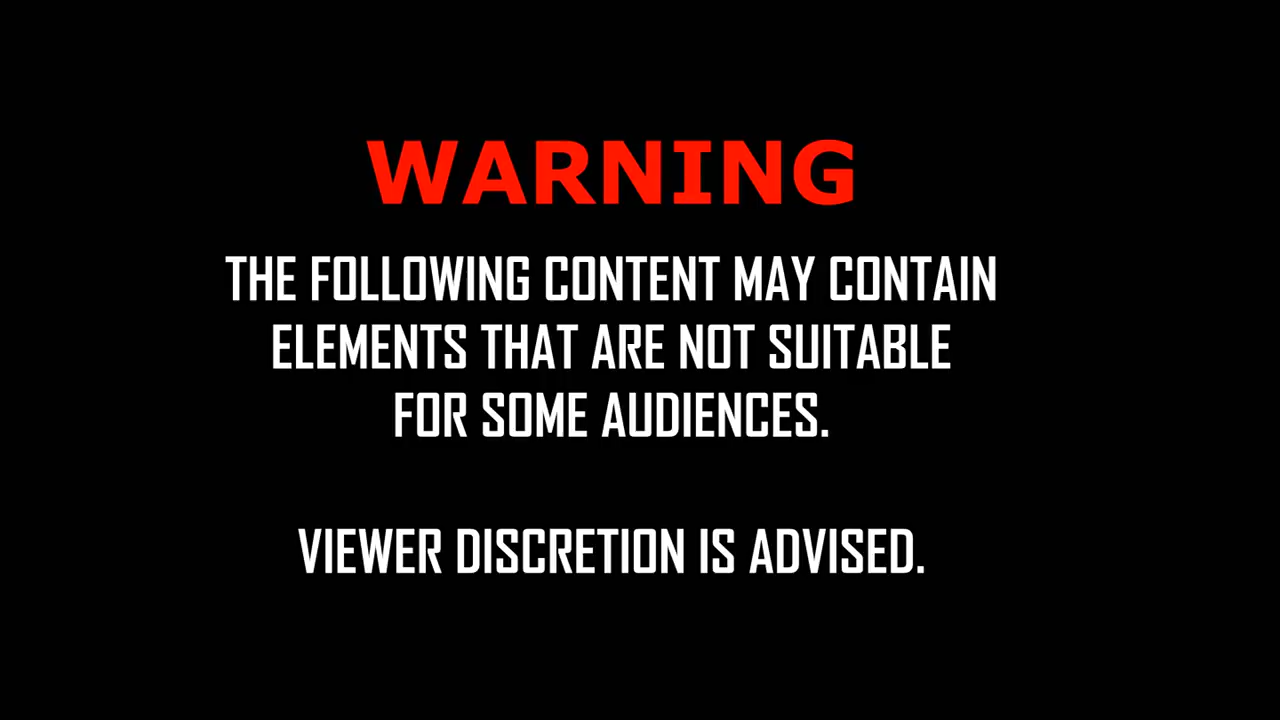 WARNING
THE FOLLOWING CONTENT MAY CONTAIN
ELEMENTS THAT ARE NOT SUITABLE
FOR SOME AUDIENCES.
VIEWER DISCRETION IS ADVISED.